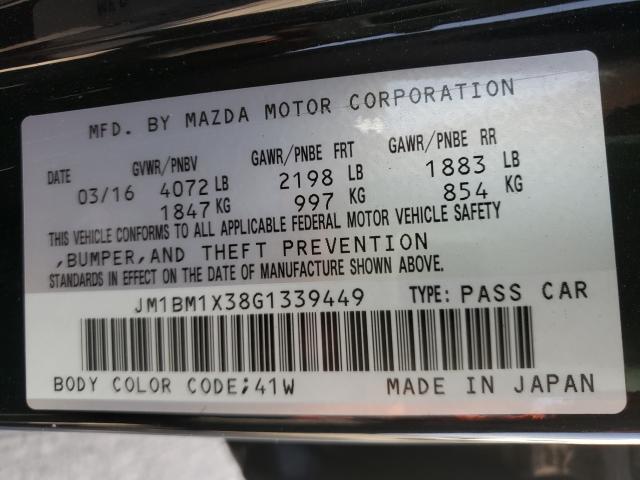 MFD. BY MAZDA MOTOR CORPORATION
DATE GVWR/PNBV GAWR/PNBE FRT GAWR/PNBE RR
03/16 4072 LB 2198 LB 1883 LB
1847 KG 997 KG 854 KG
THIS VEHICLE CONFORMS TO ALL APPLICABLE FEDERAL MOTOR VEHICLE SAFETY
,BUMPER,AND THEFT PREVENTION
STANDARDS IN EFFECT ON THE DATE OF MANUFACTURE SHOWN ABOVE.
JM1BM1X38G1339449 TYPE: PASS CAR
BODY COLOR CODE;41W MADE IN JAPAN